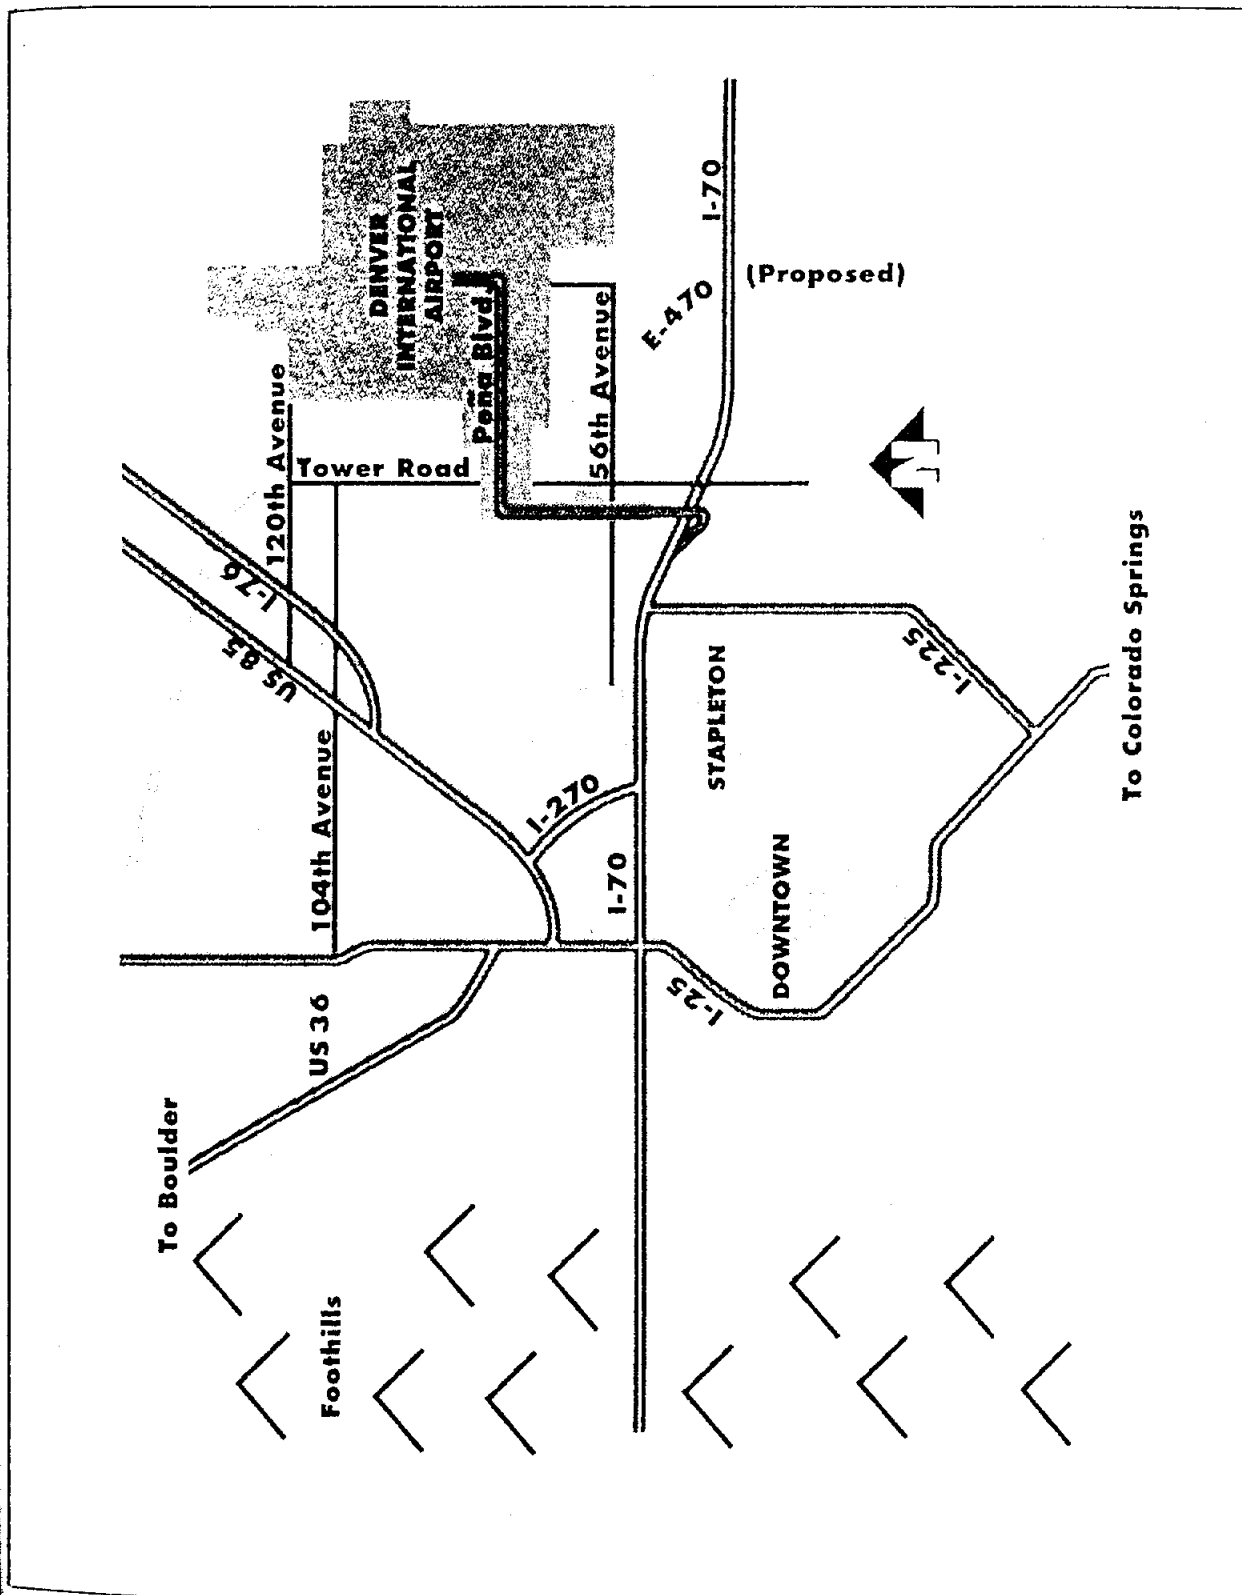 To Boulder
Foothills
US 36
104th Avenue
US 85
I-76
120th Avenue
Tower Road
DENVER
INTERNATIONAL
AIRPORT
Peña Blvd.
56th Avenue
I-270
I-70
E-470
(Proposed)
I-70
I-25
DOWNTOWN
STAPLETON
I-225
To Colorado Springs